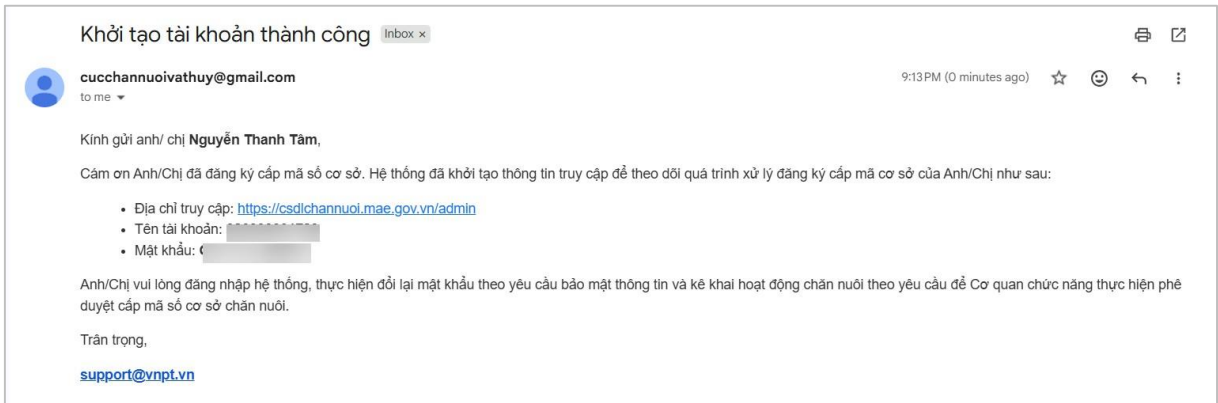 Khởi tạo tài khoản thành công Inbox ×
cucchannuoivathuy@gmail.com 9:13 PM (0 minutes ago)
to me
Kính gửi anh/ chị Nguyễn Thanh Tâm,
Cám ơn Anh/Chị đã đăng ký cấp mã số cơ sở. Hệ thống đã khởi tạo thông tin truy cập để theo dõi quá trình xử lý đăng ký cấp mã cơ sở của Anh/Chị như sau:
• Địa chỉ truy cập: https://csdlchannuoi.mae.gov.vn/admin
• Tên tài khoản:
• Mật khẩu:
Anh/Chị vui lòng đăng nhập hệ thống, thực hiện đổi lại mật khẩu theo yêu cầu bảo mật thông tin và kê khai hoạt động chăn nuôi theo yêu cầu để Cơ quan chức năng thực hiện phê
duyệt cấp mã số cơ sở chăn nuôi.
Trân trọng,
support@vnpt.vn